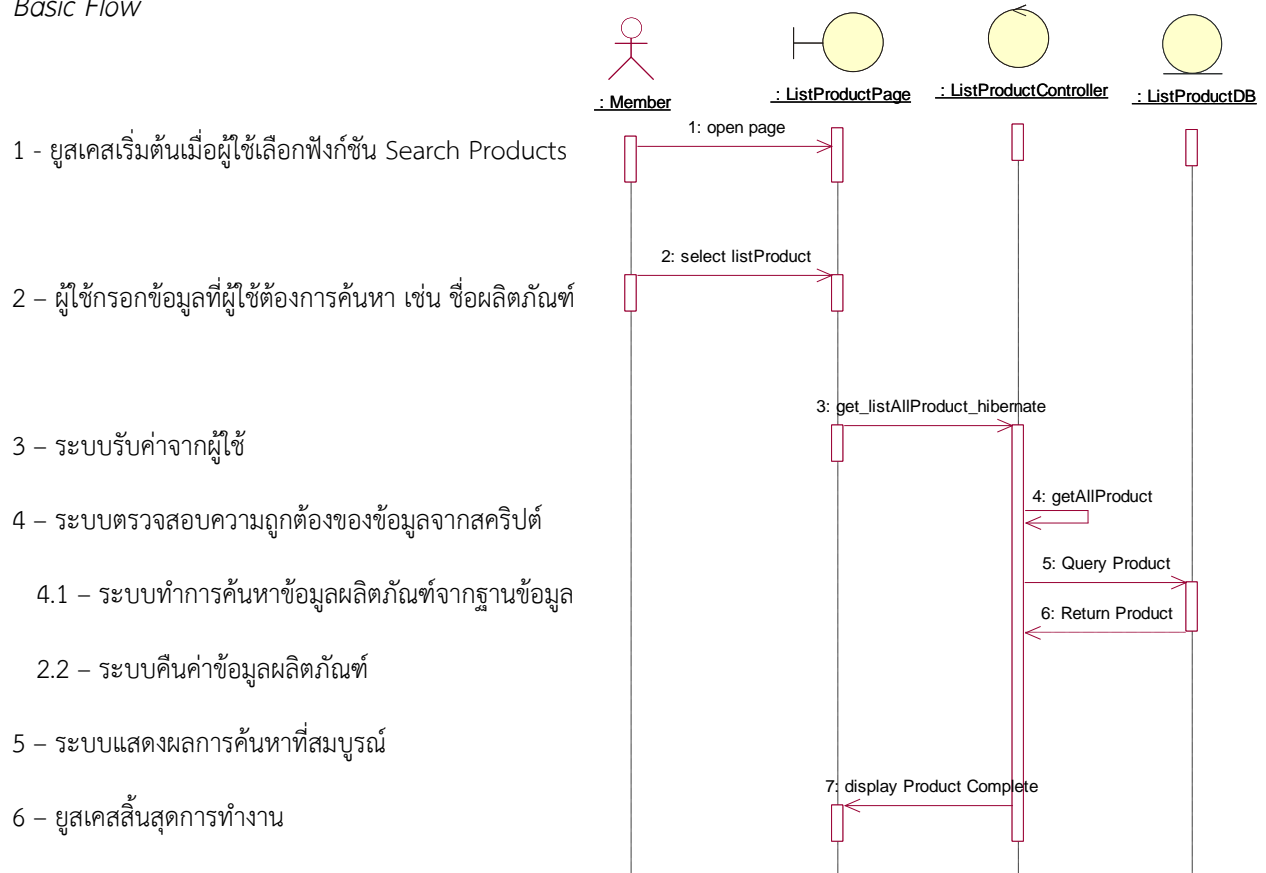 Basic Flow
: Member
: ListProductPage
: ListProductController
: ListProductDB
1: open page
1 - ยูสเคสเริ่มต้นเมื่อผู้ใช้เลือกฟังก์ชัน Search Products
2: select listProduct
2 – ผู้ใช้กรอกข้อมูลที่ผู้ใช้ต้องการค้นหา เช่น ชื่อผลิตภัณฑ์
3: get_listAllProduct_hibernate
3 – ระบบรับค่าจากผู้ใช้
4: getAllProduct
4 – ระบบตรวจสอบความถูกต้องของข้อมูลจากสคริปต์
5: Query Product
4.1 – ระบบทำการค้นหาข้อมูลผลิตภัณฑ์จากฐานข้อมูล
6: Return Product
2.2 – ระบบคืนค่าข้อมูลผลิตภัณฑ์
5 – ระบบแสดงผลการค้นหาที่สมบูรณ์
7: display Product Complete
6 – ยูสเคสสิ้นสุดการทำงาน